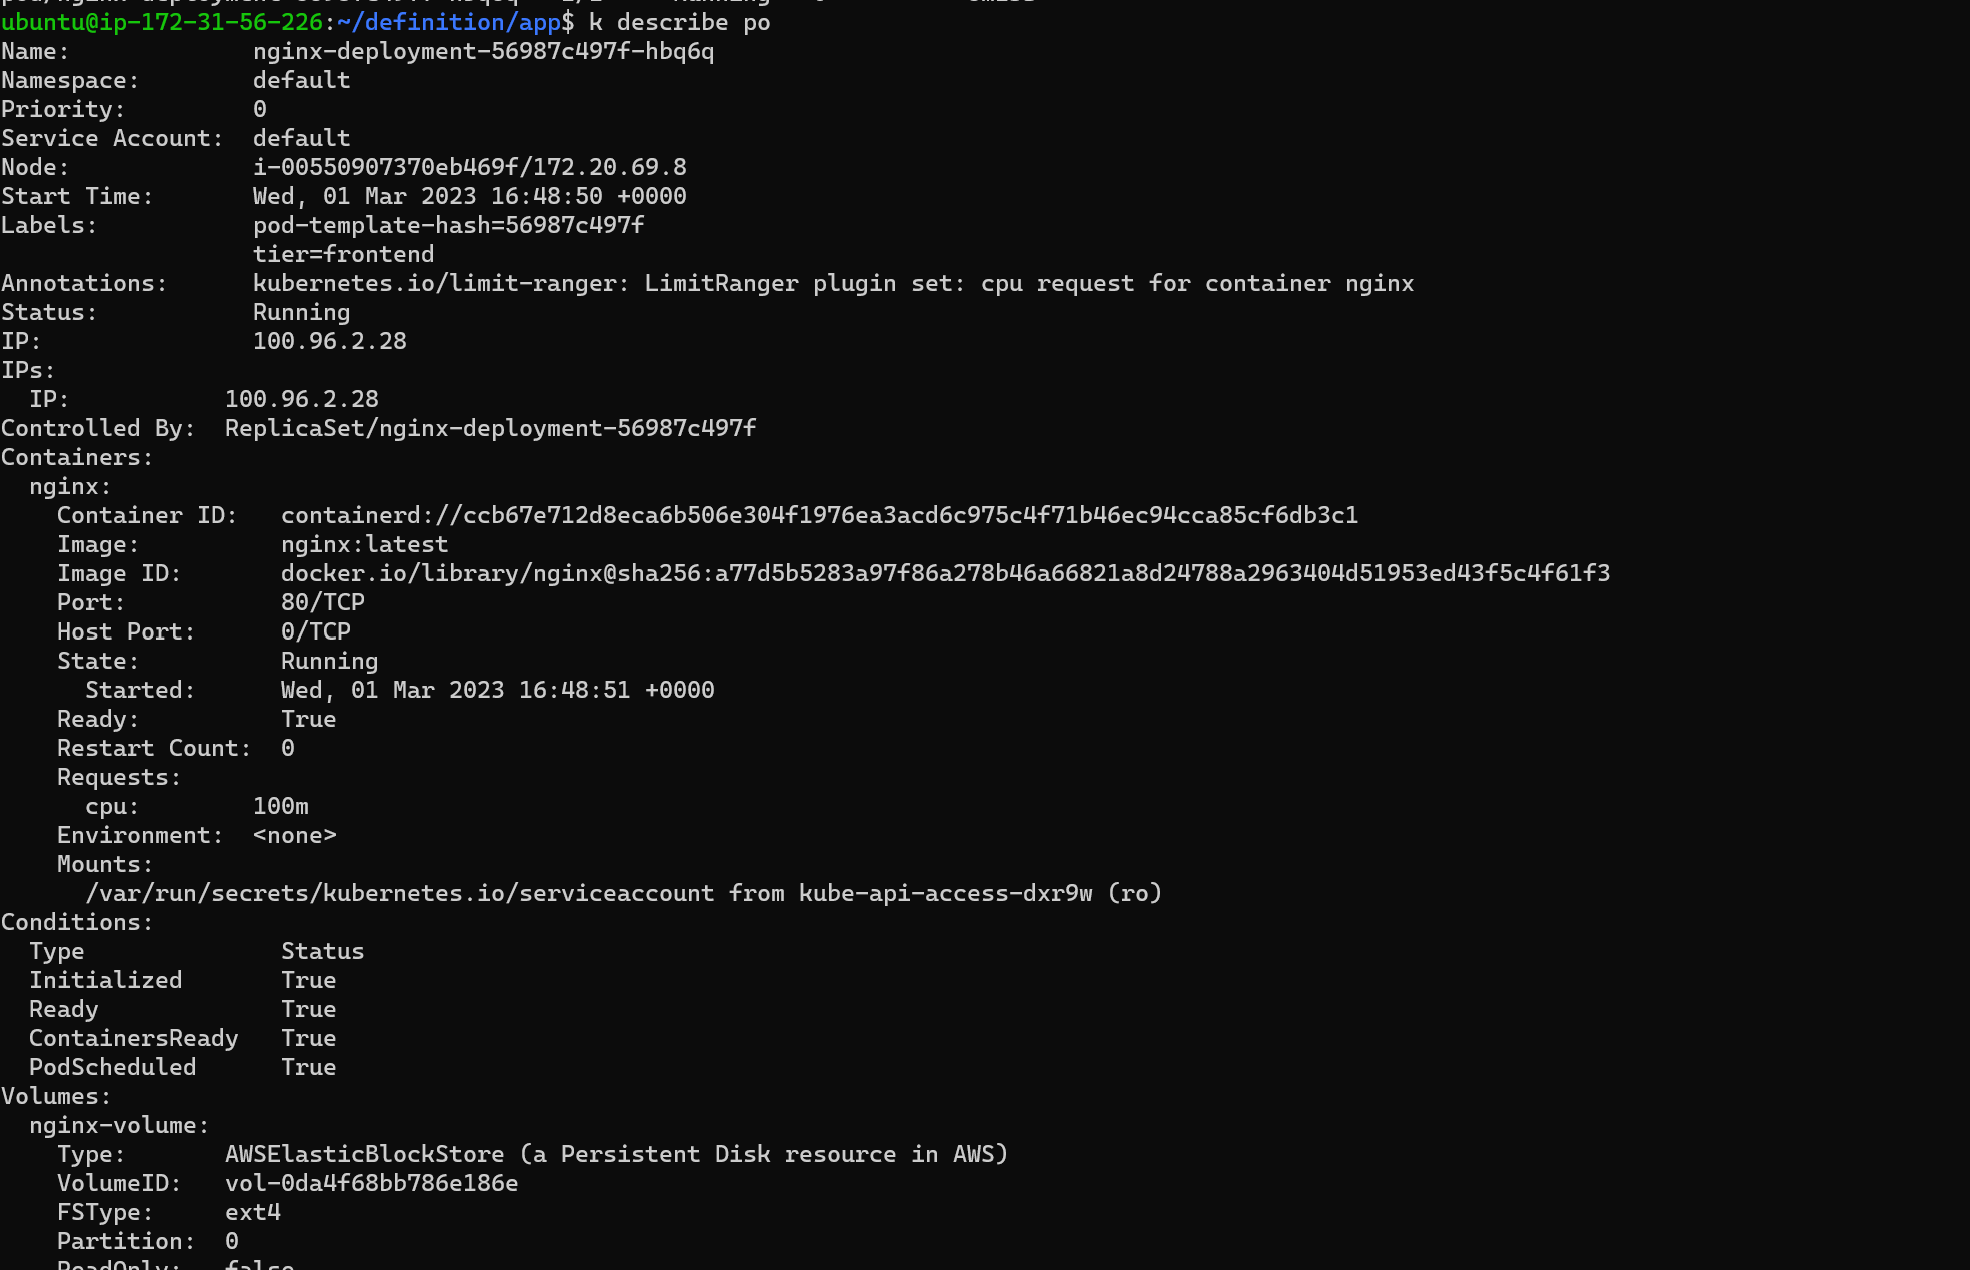 ubuntu@ip-172-31-56-226:~/definition/app$ k describe po
Name:             nginx-deployment-56987c497f-hbq6q
Namespace:        default
Priority:         0
Service Account:  default
Node:             i-00550907370eb469f/172.20.69.8
Start Time:       Wed, 01 Mar 2023 16:48:50 +0000
Labels:           pod-template-hash=56987c497f
                  tier=frontend
Annotations:      kubernetes.io/limit-ranger: LimitRanger plugin set: cpu request for container nginx
Status:           Running
IP:               100.96.2.28
IPs:
  IP:           100.96.2.28
Controlled By:  ReplicaSet/nginx-deployment-56987c497f
Containers:
  nginx:
    Container ID:   containerd://ccb67e712d8eca6b506e304f1976ea3acd6c975c4f71b46ec94cca85cf6db3c1
    Image:          nginx:latest
    Image ID:       docker.io/library/nginx@sha256:a77d5b5283a97f86a278b46a66821a8d24788a2963404d51953ed43f5c4f61f3
    Port:           80/TCP
    Host Port:      0/TCP
    State:          Running
      Started:      Wed, 01 Mar 2023 16:48:51 +0000
    Ready:          True
    Restart Count:  0
    Requests:
      cpu:        100m
    Environment:  <none>
    Mounts:
      /var/run/secrets/kubernetes.io/serviceaccount from kube-api-access-dxr9w (ro)
Conditions:
  Type              Status
  Initialized       True
  Ready             True
  ContainersReady   True
  PodScheduled      True
Volumes:
  nginx-volume:
    Type:       AWSElasticBlockStore (a Persistent Disk resource in AWS)
    VolumeID:   vol-0da4f68bb786e186e
    FSType:     ext4
    Partition:  0
    ReadOnly:   false